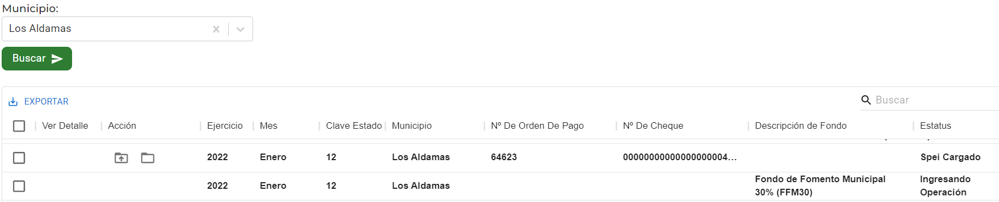 Municipio:
Los Aldamas
Buscar
EXPORTAR
Buscar
Ver Detalle Acción Ejercicio Mes Clave Estado Municipio Nº De Orden De Pago Nº De Cheque Descripción de Fondo Estatus
2022 Enero 12 Los Aldamas 64623 00000000000000000004... Spei Cargado
2022 Enero 12 Los Aldamas Fondo de Fomento Municipal Ingresando
30% (FFM30) Operación